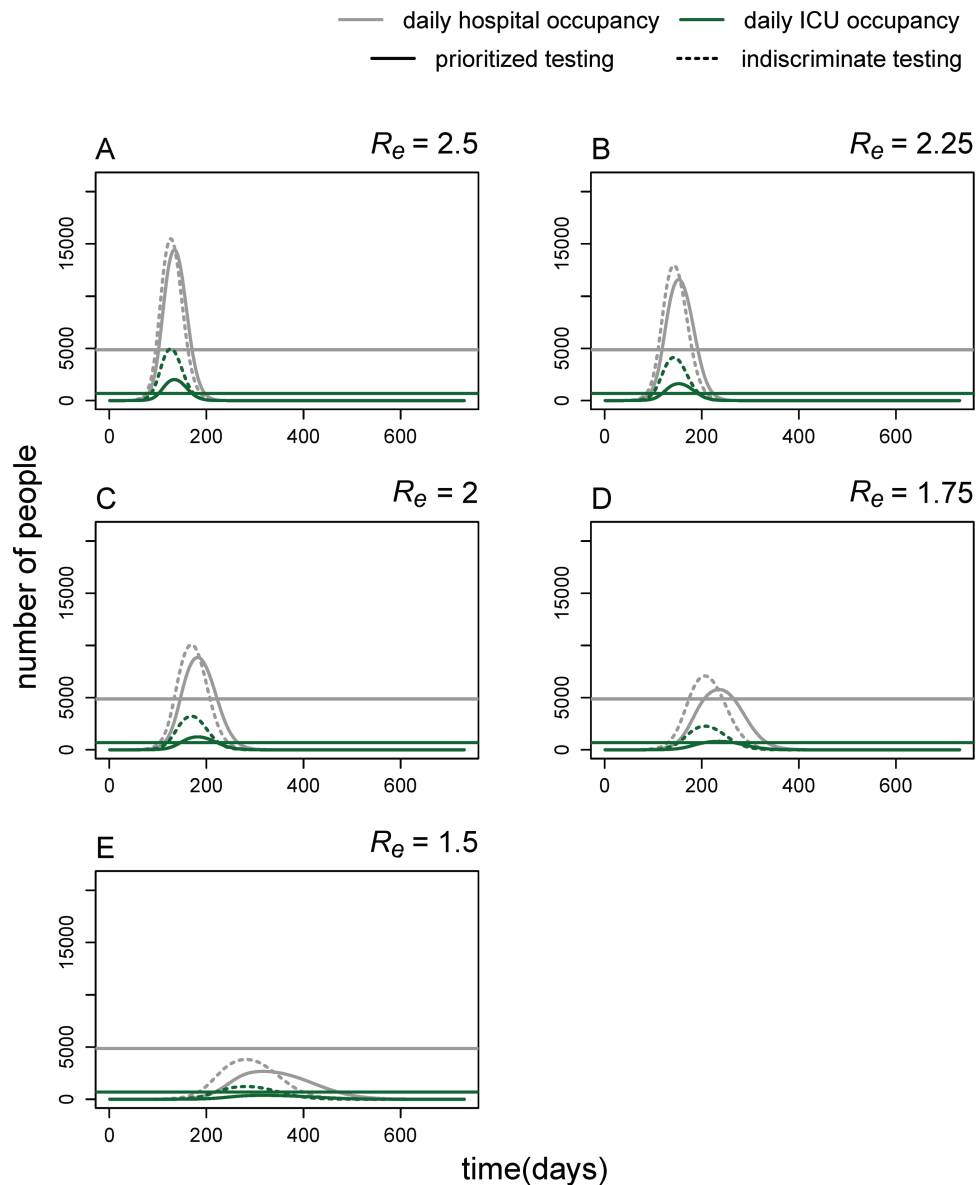 daily hospital occupancy daily ICU occupancy
prioritized testing indiscriminate testing
A Re = 2.5
B Re = 2.25
0 5000 15000
0 200 400 600
0 5000 15000
0 200 400 600
C Re = 2
D Re = 1.75
0 5000 15000
0 200 400 600
0 5000 15000
0 200 400 600
E Re = 1.5
0 5000 15000
0 200 400 600
number of people
time(days)